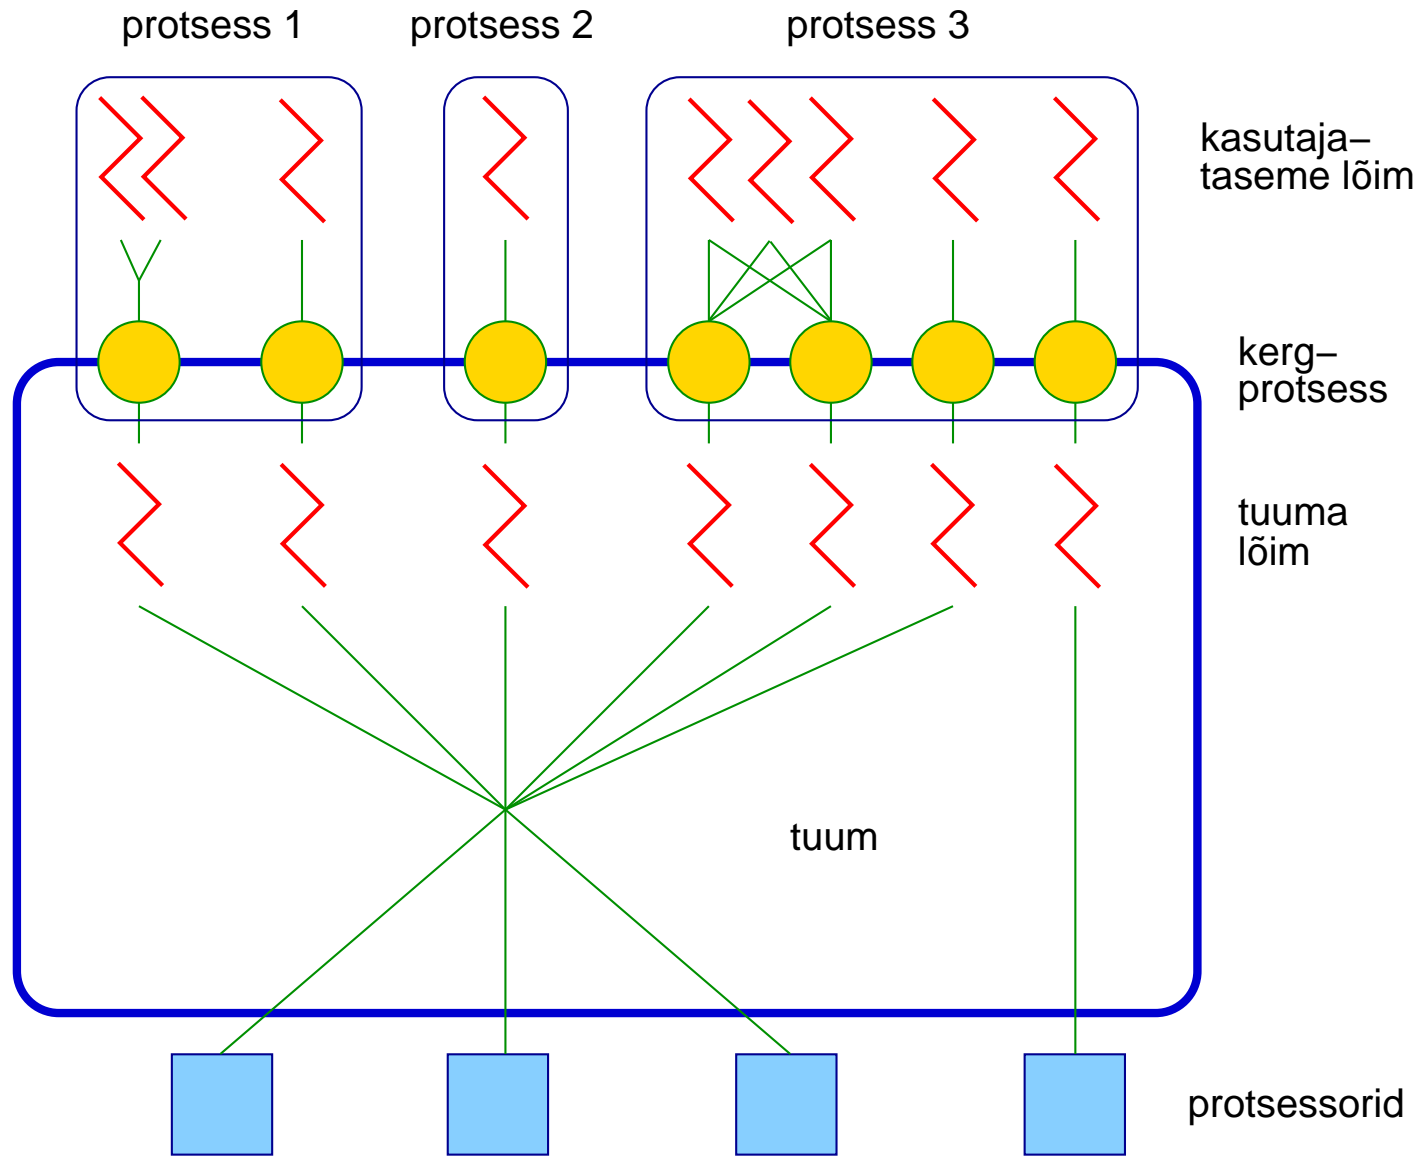 protsess 1
protsess 2
protsess 3
kasutaja–
taseme lõim
kerg–
protsess
tuuma
lõim
tuum
protsessorid